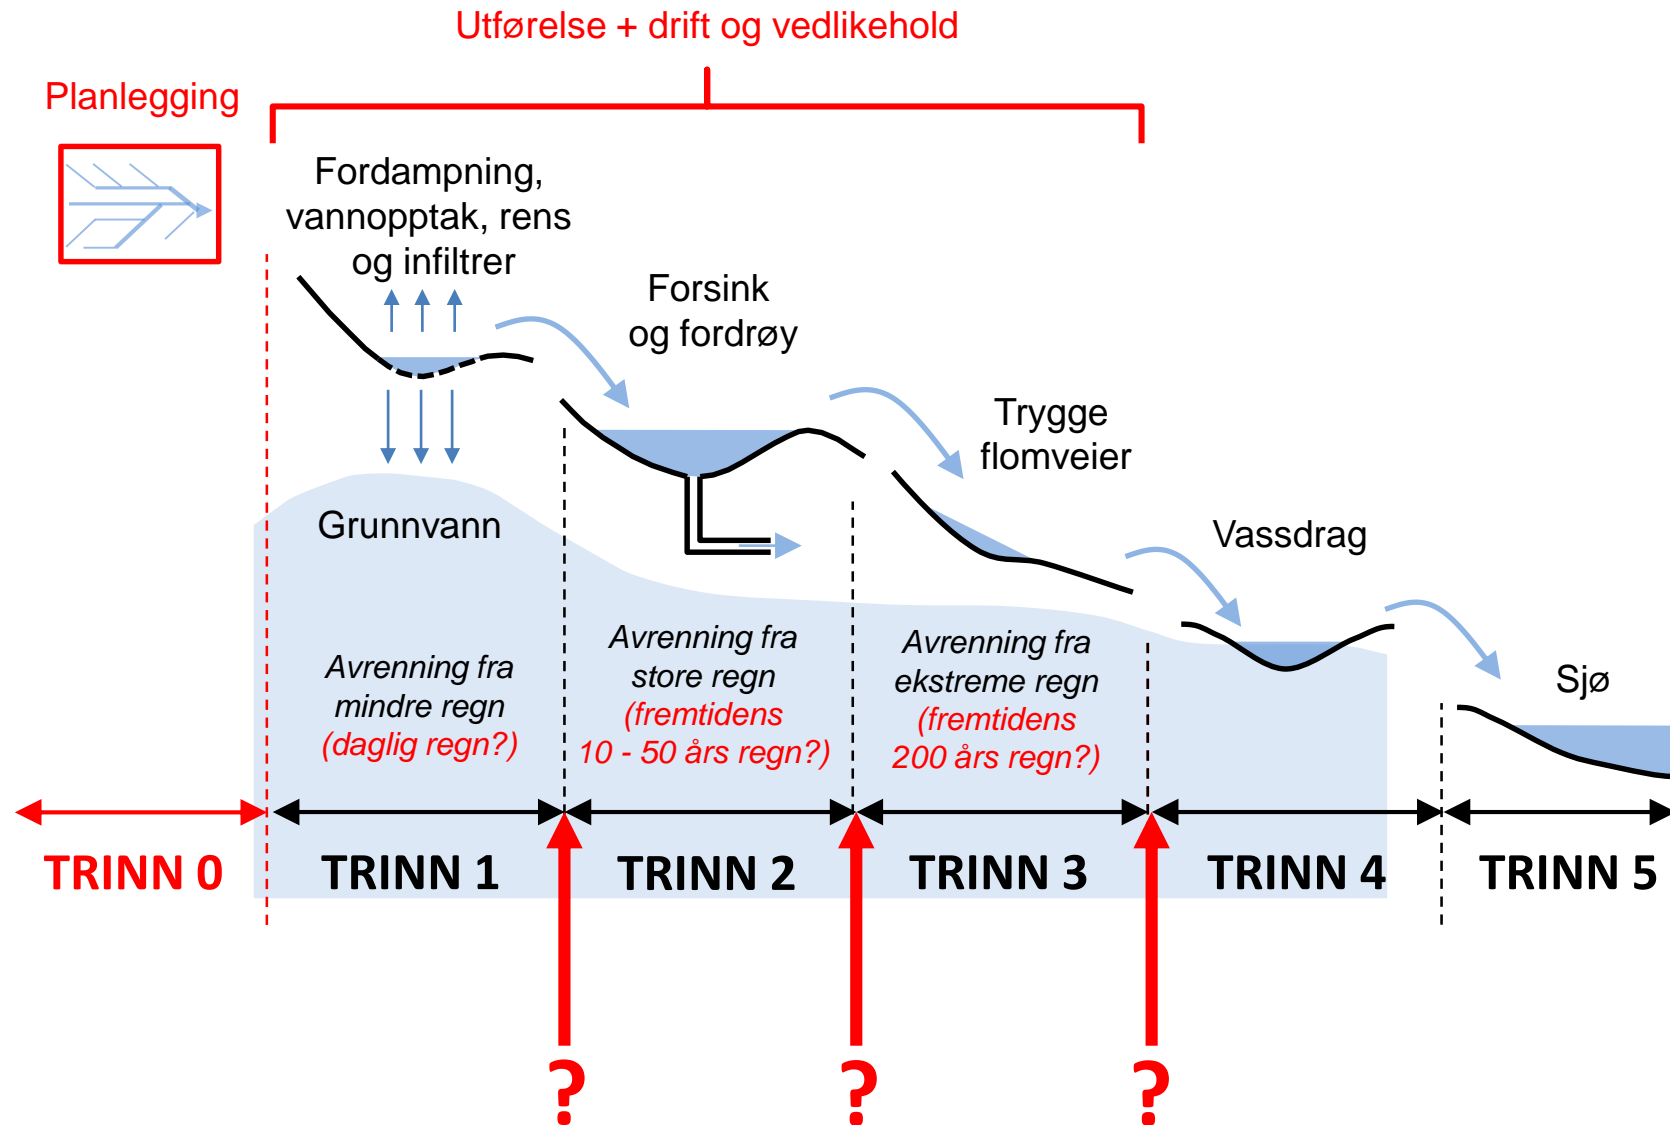 Utførelse + drift og vedlikehold
Planlegging
Fordampning,
vannopptak, rens
og infiltrer
Forsink
og fordrøy
Trygge
flomveier
Vassdrag
Sjø
Grunnvann
Avrenning fra
mindre regn
(daglig regn?)
Avrenning fra
store regn
(fremtidens
10 - 50 års regn?)
Avrenning fra
ekstreme regn
(fremtidens
200 års regn?)
TRINN 0
TRINN 1
TRINN 2
TRINN 3
TRINN 4
TRINN 5
?
?
?